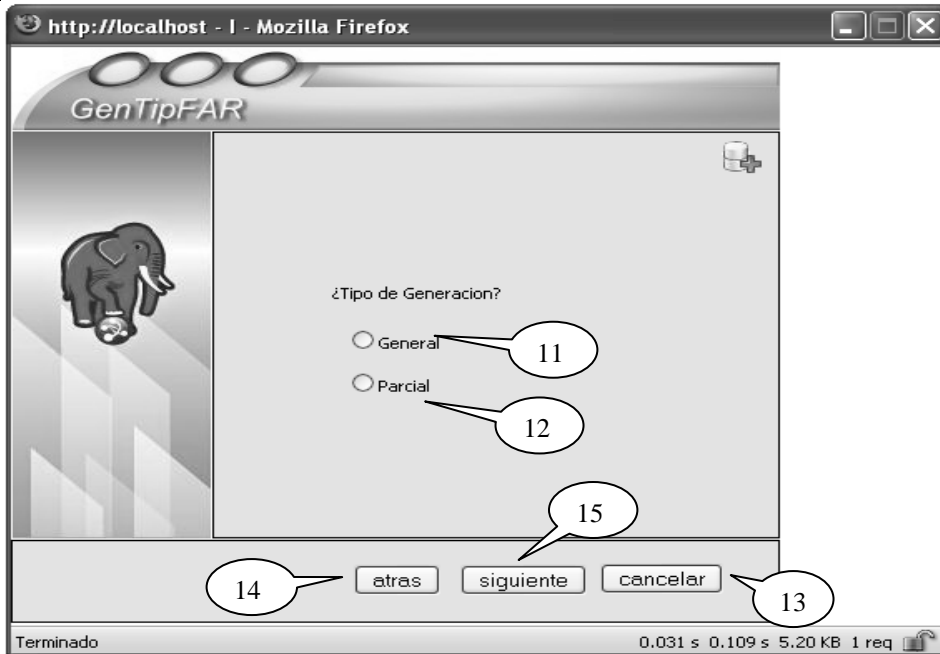 http://localhost - I - Mozilla Firefox
GenTipFAR
¿Tipo de Generacion?
General
11
Parcial
12
15
14
atras
siguiente
cancelar
13
Terminado
0.031 s 0.109 s 5.20 KB 1 req